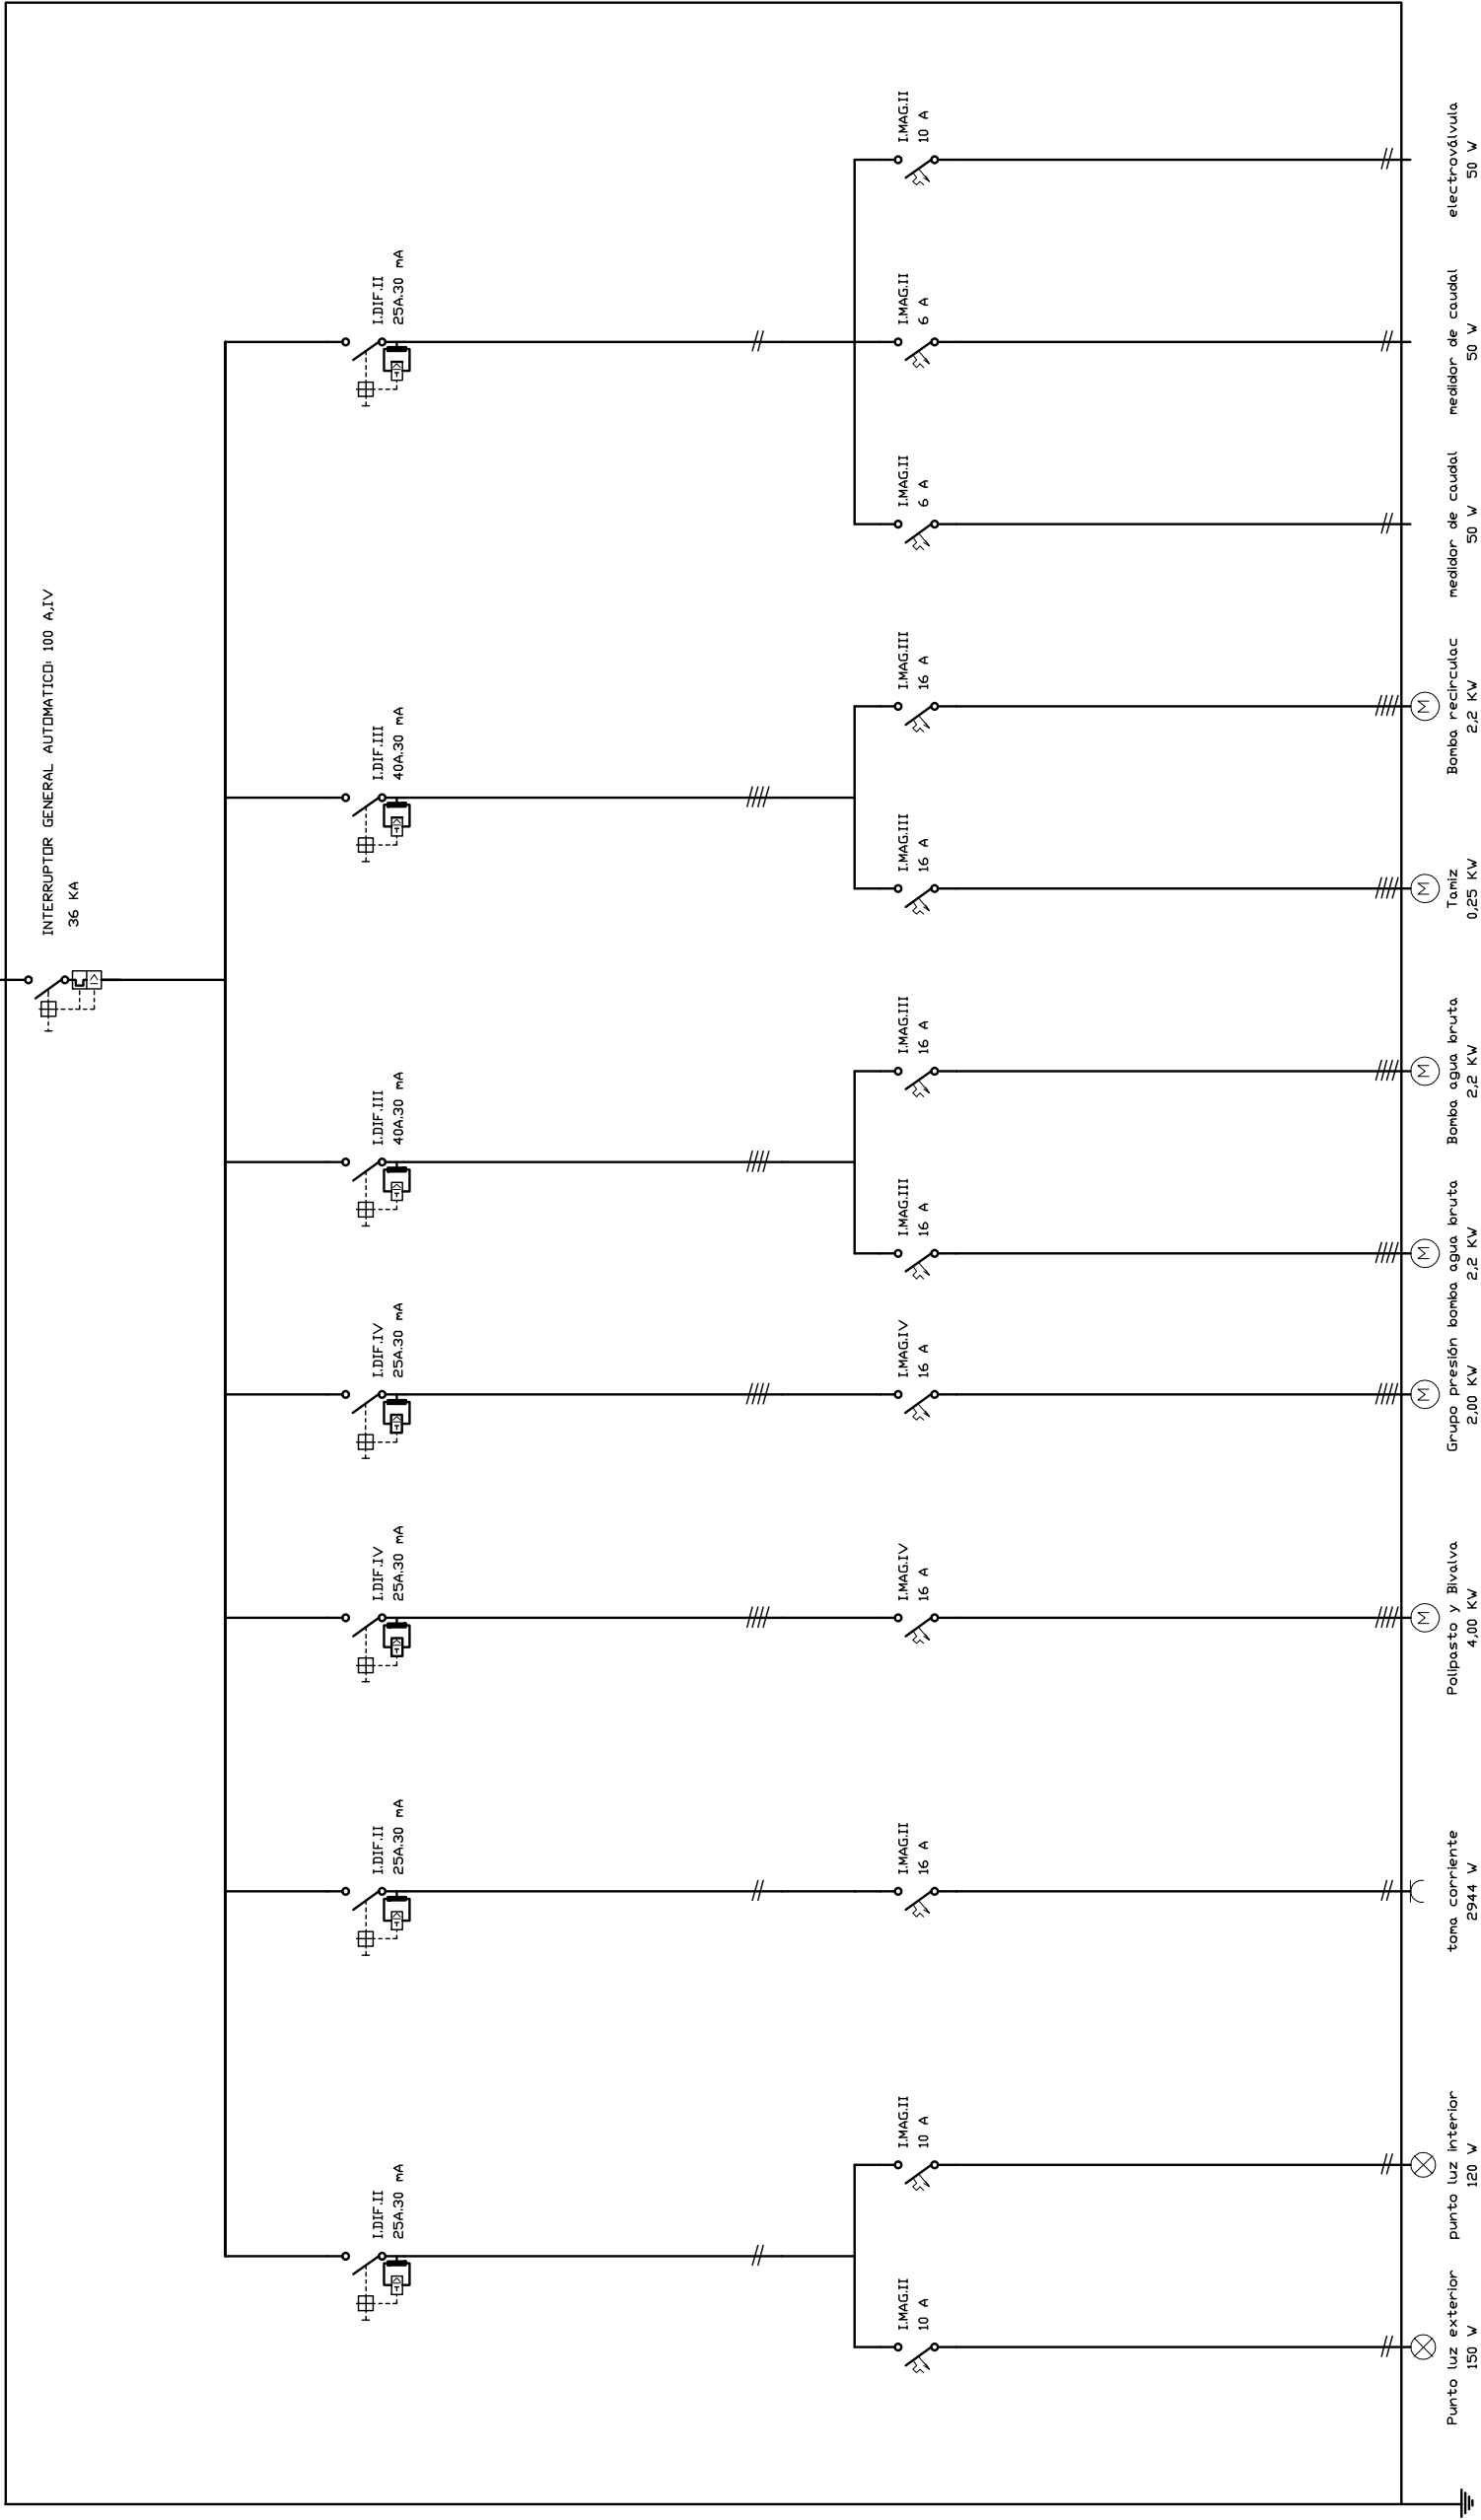 INTERRUPTOR GENERAL AUTOMATICO: 100 A,IV
36 KA
I.DIF.II
25A.30 mA
I.DIF.II
25A.30 mA
I.DIF.IV
25A.30 mA
I.DIF.IV
25A.30 mA
I.DIF.III
40A.30 mA
I.DIF.III
40A.30 mA
I.DIF.II
25A.30 mA
I.MAG.II
10 A
I.MAG.II
10 A
I.MAG.II
16 A
I.MAG.IV
16 A
I.MAG.IV
16 A
I.MAG.III
16 A
I.MAG.III
16 A
I.MAG.III
16 A
I.MAG.III
16 A
I.MAG.II
6 A
I.MAG.II
6 A
I.MAG.II
10 A
Punto luz exterior
150 W
punto luz interior
120 W
toma corriente
2944 W
M
Polipasto y Bivalva
4,00 KW
M
Grupo presión
2,00 KW
M
bomba agua bruta
2,2 KW
M
Bomba agua bruta
2,2 KW
M
Tamiz
0,25 KW
M
Bomba recirculac
2,2 KW
medidor de caudal
50 W
medidor de caudal
50 W
electroválvula
50 W